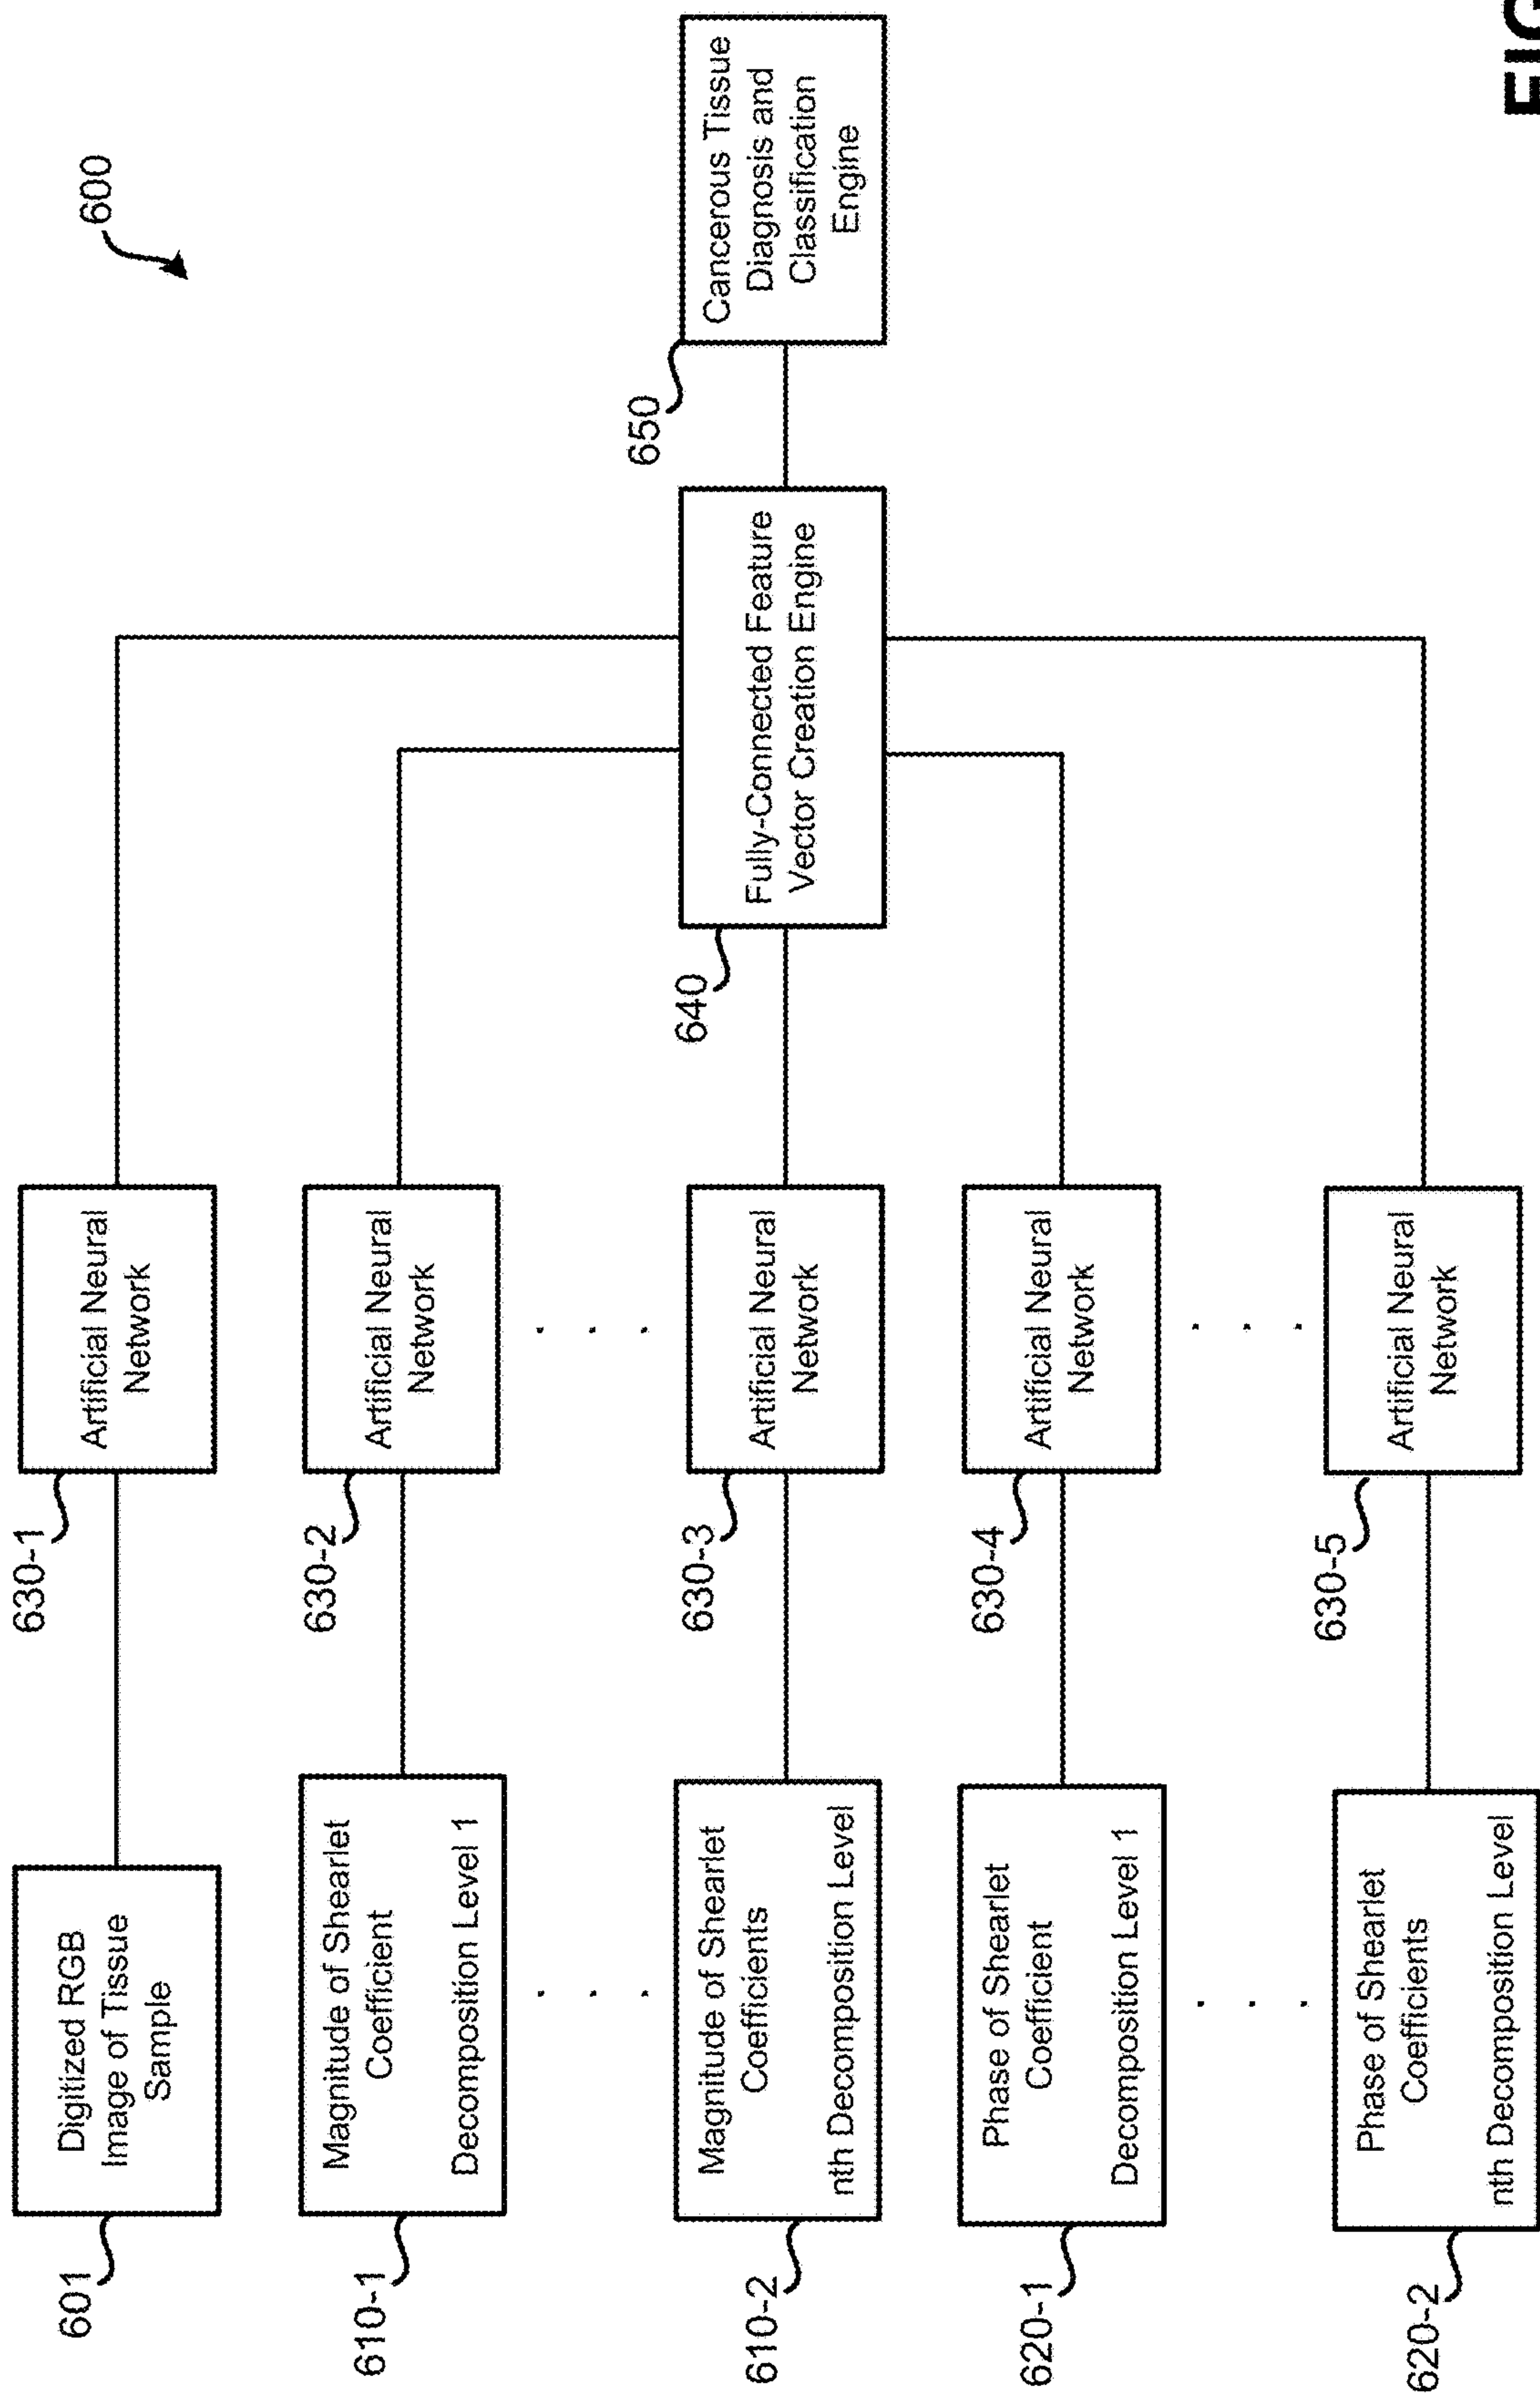 600
601
Digitized RGB
Image of Tissue
Sample
630-1
Artificial Neural
Network
610-1
Magnitude of Shearlet
Coefficient
Decomposition Level 1
630-2
Artificial Neural
Network
. . .
. . .
610-2
Magnitude of Shearlet
Coefficients
nth Decomposition Level
630-3
Artificial Neural
Network
640
Fully-Connected Feature
Vector Creation Engine
650
Cancerous Tissue
Diagnosis and
Classification
Engine
620-1
Phase of Shearlet
Coefficient
Decomposition Level 1
630-4
Artificial Neural
Network
. . .
. . .
620-2
Phase of Shearlet
Coefficients
nth Decomposition Level
630-5
Artificial Neural
Network